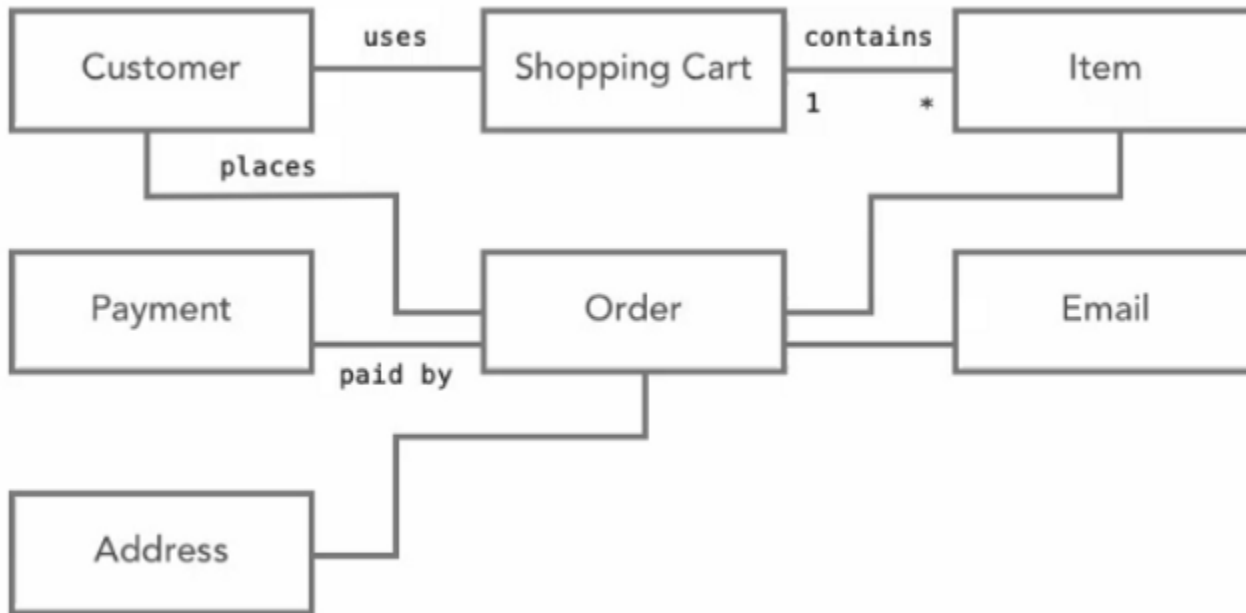 Customer
uses
Shopping Cart
contains
Item
1
*
places
Payment
Order
Email
paid by
Address